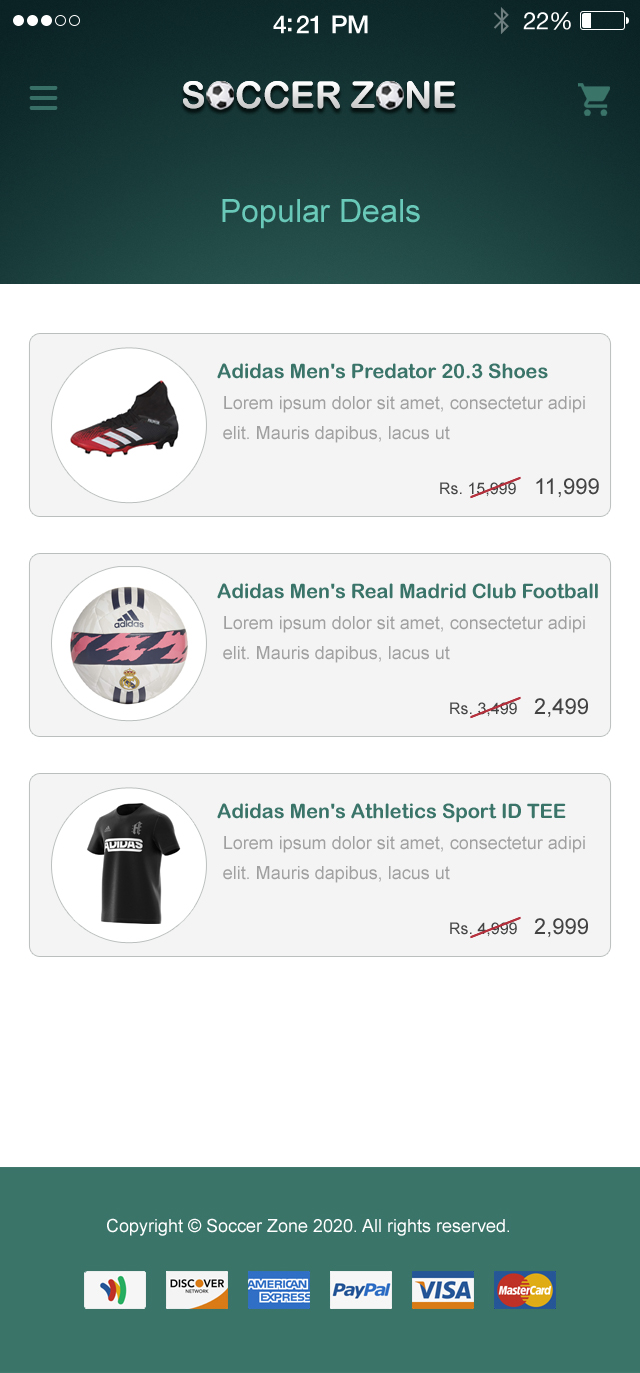 4:21 PM 22%
SOCCER ZONE
Popular Deals
Adidas Men's Predator 20.3 Shoes
Lorem ipsum dolor sit amet, consectetur adipi
elit. Mauris dapibus, lacus ut
Rs. 15,999 11,999
Adidas Men's Real Madrid Club Football
adidas
Lorem ipsum dolor sit amet, consectetur adipi
elit. Mauris dapibus, lacus ut
Rs. 3,499 2,499
Adidas Men's Athletics Sport ID TEE
ADIDAS
Lorem ipsum dolor sit amet, consectetur adipi
elit. Mauris dapibus, lacus ut
Rs. 4,999 2,999
Copyright © Soccer Zone 2020. All rights reserved.
DISCOVER
NETWORK
AMERICAN
EXPRESS
PayPal
VISA
MasterCard